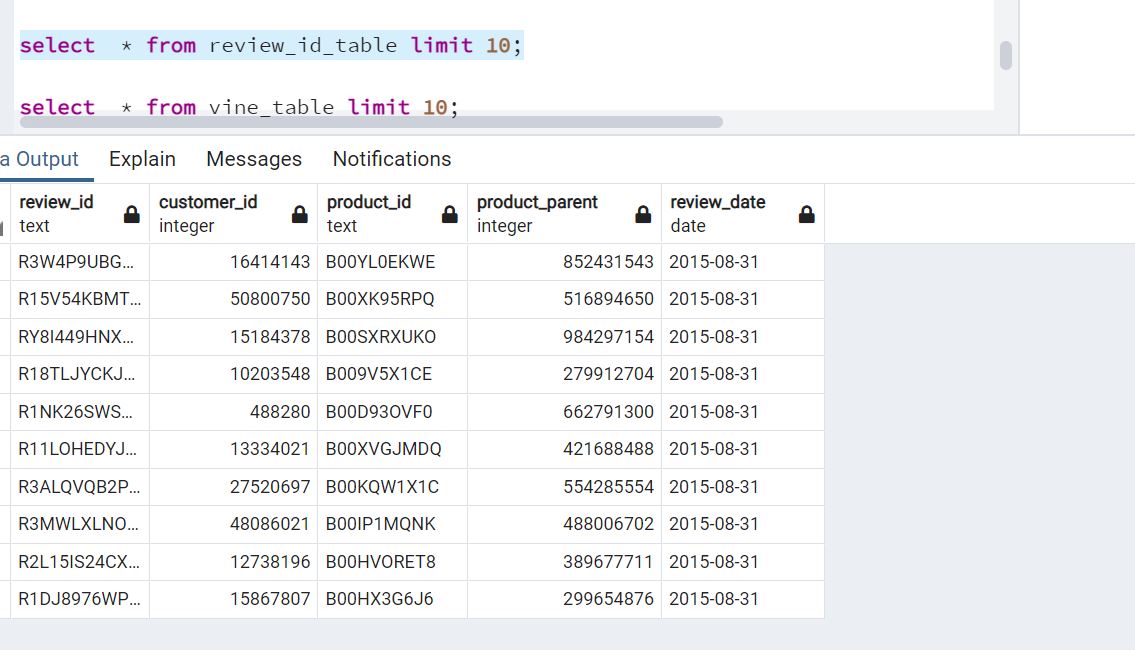 select  * from review_id_table limit 10;
select  * from vine_table limit 10;
a Output Explain Messages Notifications
review_id customer_id product_id product_parent review_date
text integer text integer date
R3W4P9UBG... 16414143 B00YL0EKWE 852431543 2015-08-31
R15V54KBMT... 50800750 B00XK95RPQ 516894650 2015-08-31
RY8I449HNX... 15184378 B00SXRXUKO 984297154 2015-08-31
R18TLJYCKJ... 10203548 B009V5X1CE 279912704 2015-08-31
R1NK26SWS... 488280 B00D93OVF0 662791300 2015-08-31
R11LOHEDYJ... 13334021 B00XVGJMDQ 421688488 2015-08-31
R3ALQVQB2P... 27520697 B00KQW1X1C 554285554 2015-08-31
R3MWLXLNO... 48086021 B00IP1MQNK 488006702 2015-08-31
R2L15IS24CX... 12738196 B00HVORET8 389677711 2015-08-31
R1DJ8976WP... 15867807 B00HX3G6J6 299654876 2015-08-31